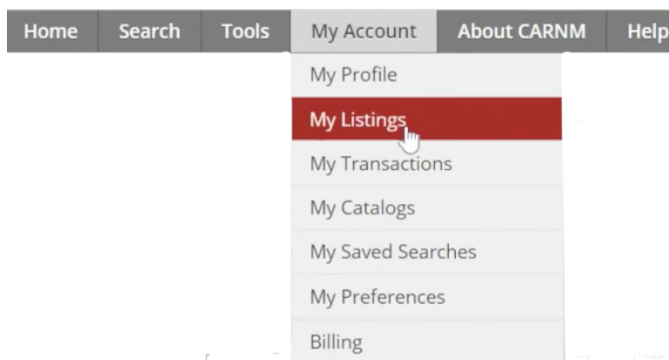 Home Search Tools My Account About CARNM Help
My Profile
My Listings
My Transactions
My Catalogs
My Saved Searches
My Preferences
Billing